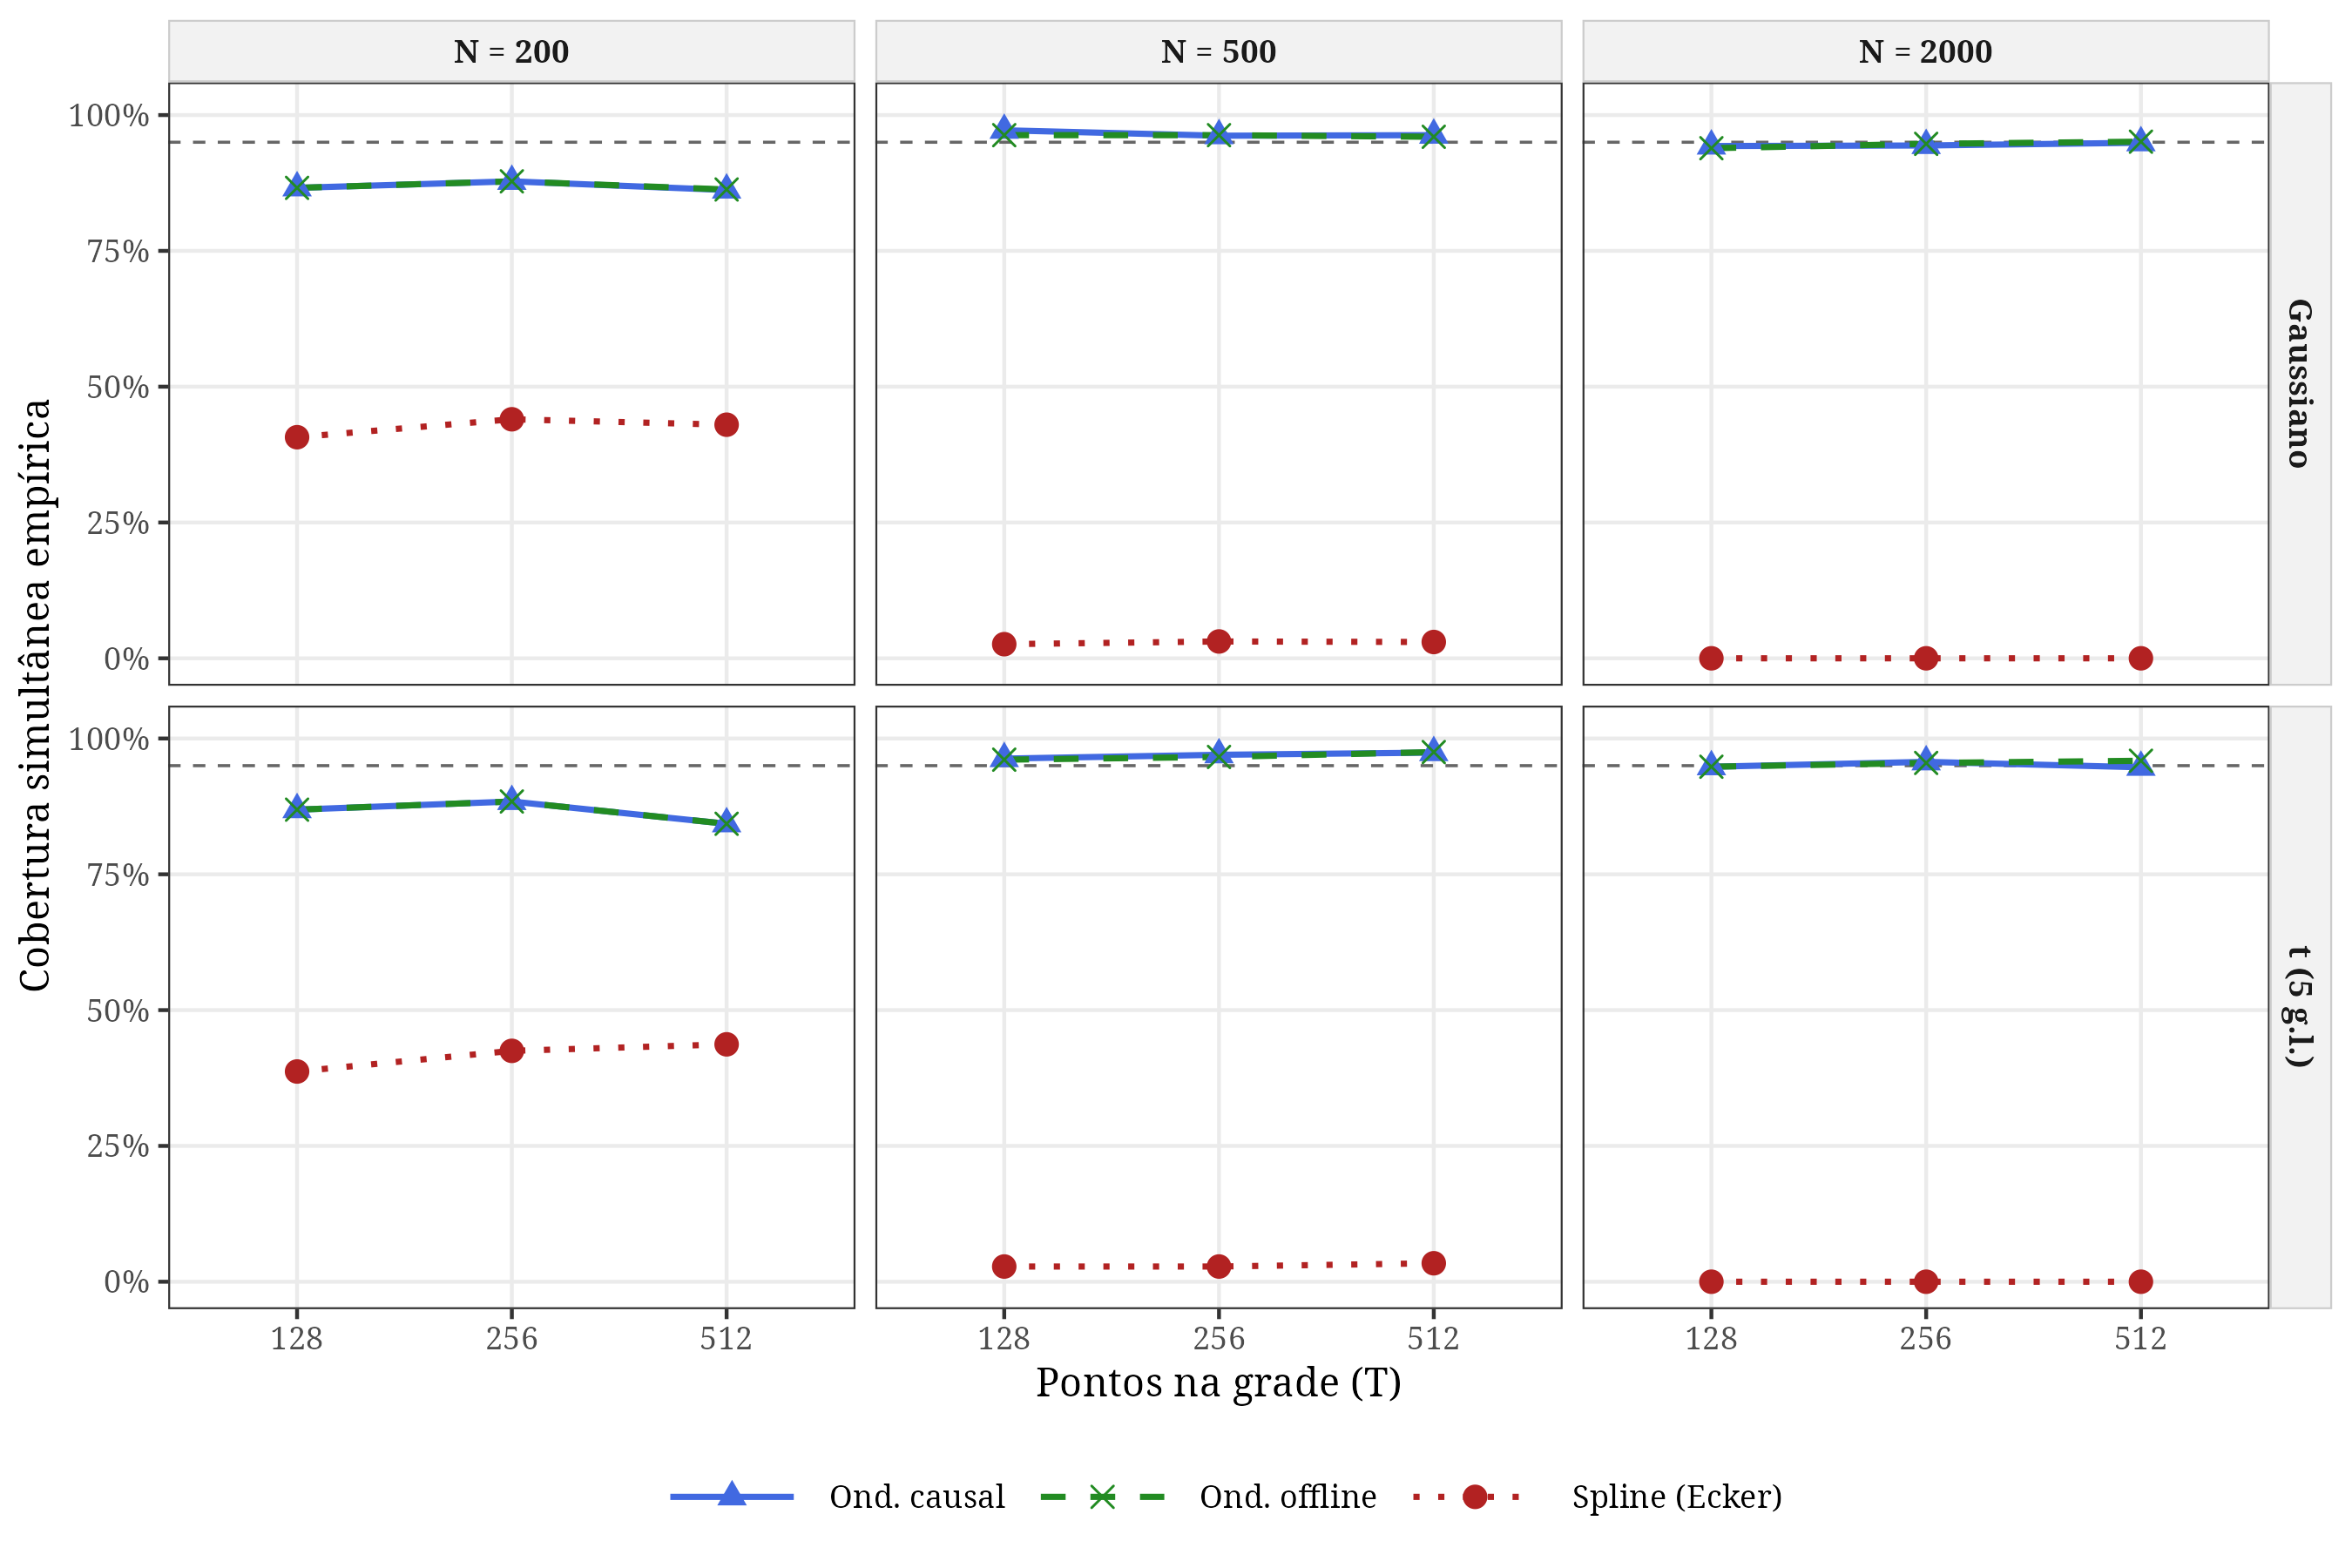 N = 200
N = 500
N = 2000
Cobertura simultânea empírica
100%
75%
50%
25%
0%
Gaussiano
100%
75%
50%
25%
0%
t (5 g.l.)
128 256 512
128 256 512
128 256 512
Pontos na grade (T)
Ond. causal
Ond. offline
Spline (Ecker)